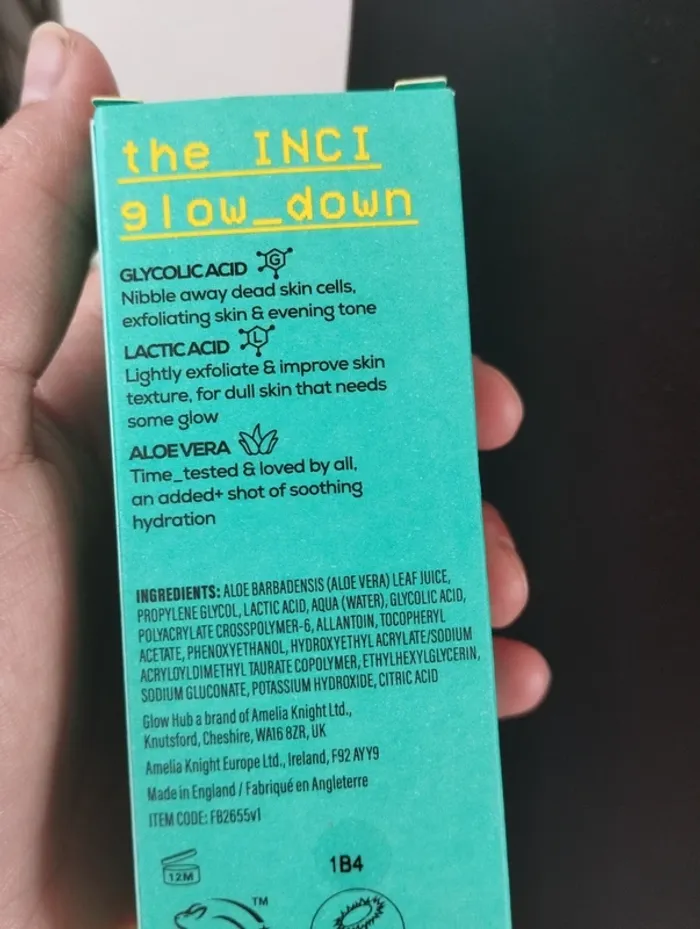 the INCI
glow_down
GLYCOLIC ACID G
Nibble away dead skin cells,
exfoliating skin & evening tone
LACTIC ACID L
Lightly exfoliate & improve skin
texture, for dull skin that needs
some glow
ALOE VERA
Time_tested & loved by all,
an added+ shot of soothing
hydration
INGREDIENTS: ALOE BARBADENSIS (ALOE VERA) LEAF JUICE,
PROPYLENE GLYCOL, LACTIC ACID, AQUA (WATER), GLYCOLIC ACID,
POLYACRYLATE CROSSPOLYMER-6, ALLANTOIN, TOCOPHERYL
ACETATE, PHENOXYETHANOL, HYDROXYETHYL ACRYLATE/SODIUM
ACRYLOYLDIMETHYL TAURATE COPOLYMER, ETHYLHEXYLGLYCERIN,
SODIUM GLUCONATE, POTASSIUM HYDROXIDE, CITRIC ACID
Glow Hub a brand of Amelia Knight Ltd.,
Knutsford, Cheshire, WA16 8ZR, UK
Amelia Knight Europe Ltd., Ireland, F92 AYY9
Made in England / Fabriqué en Angleterre
ITEM CODE: FB2655v1
12M
1B4
TM